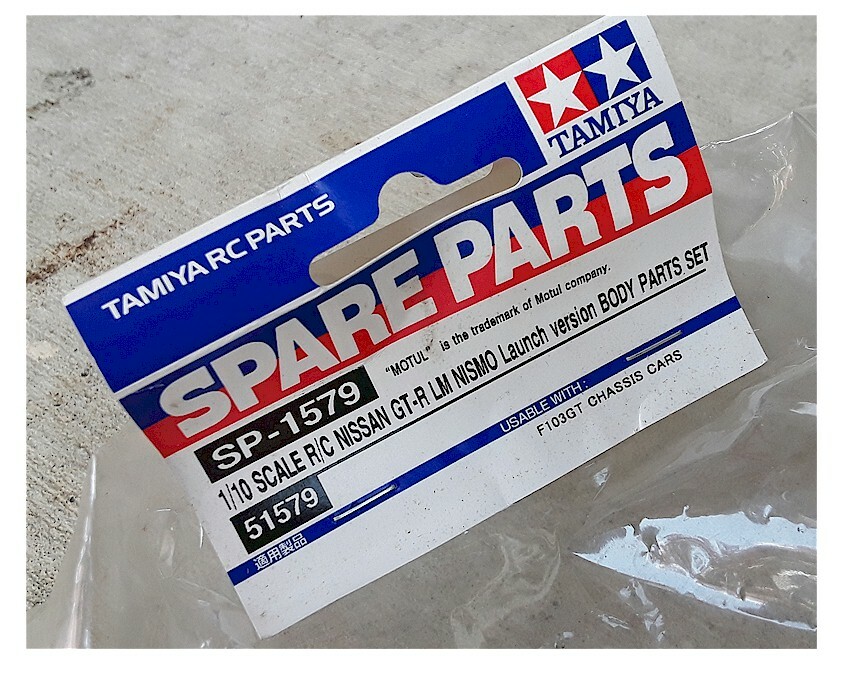 TAMIYA
TAMIYA RC PARTS
SPARE PARTS
SP-1579
"MOTUL" is the trademark of Motul company.
1/10 SCALE R/C NISSAN GT-R LM NISMO Launch version BODY PARTS SET
51579
適用製品
USABLE WITH :
F103GT CHASSIS CARS